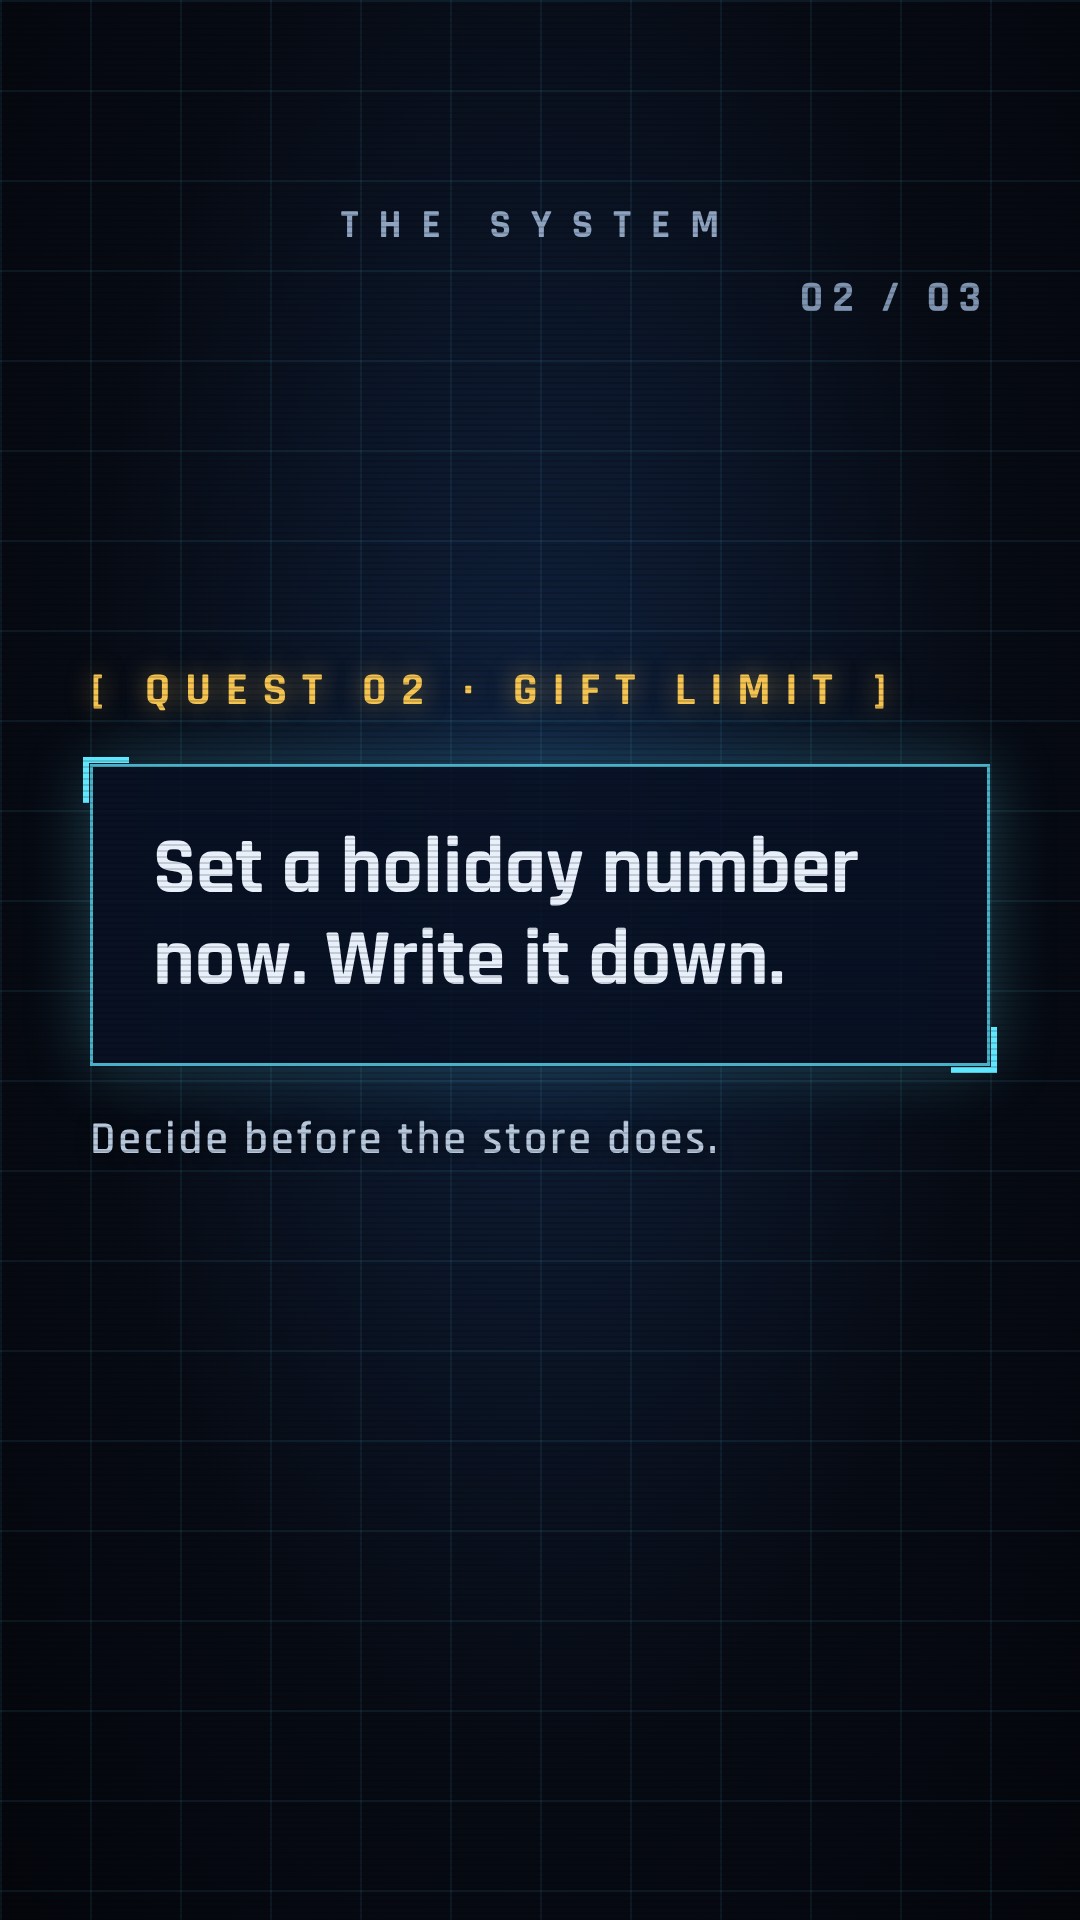 THE SYSTEM
02 / 03
[ QUEST 02 · GIFT LIMIT ]
Set a holiday number
now. Write it down.
Decide before the store does.